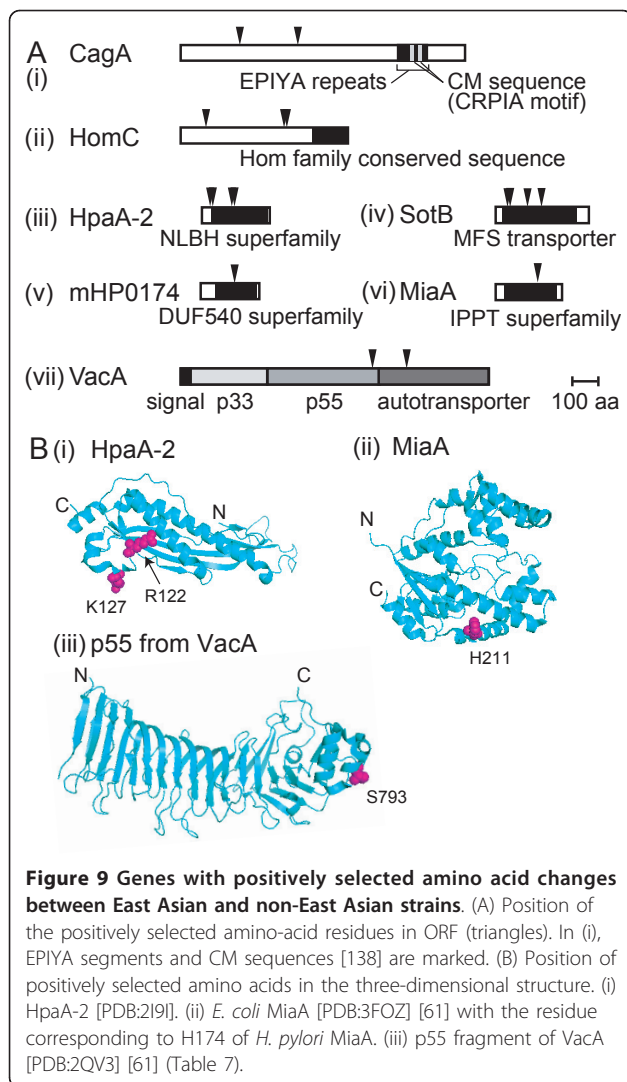 A CagA
(i)
EPIYA repeats
CM sequence
(CRPIA motif)
(ii) HomC
Hom family conserved sequence
(iii) HpaA-2
NLBH superfamily
(iv) SotB
MFS transporter
(v) mHP0174
DUF540 superfamily
(vi) MiaA
IPPT superfamily
(vii) VacA
signal p33 p55 autotransporter
100 aa
B (i) HpaA-2
C
N
K127
R122
(ii) MiaA
N
C
H211
(iii) p55 from VacA
N
C
S793
Figure 9 Genes with positively selected amino acid changes
between East Asian and non-East Asian strains. (A) Position of
the positively selected amino-acid residues in ORF (triangles). In (i),
EPIYA segments and CM sequences [138] are marked. (B) Position of
positively selected amino acids in the three-dimensional structure. (i)
HpaA-2 [PDB:2I9I]. (ii) E. coli MiaA [PDB:3FOZ] [61] with the residue
corresponding to H174 of H. pylori MiaA. (iii) p55 fragment of VacA
[PDB:2QV3] [61] (Table 7).